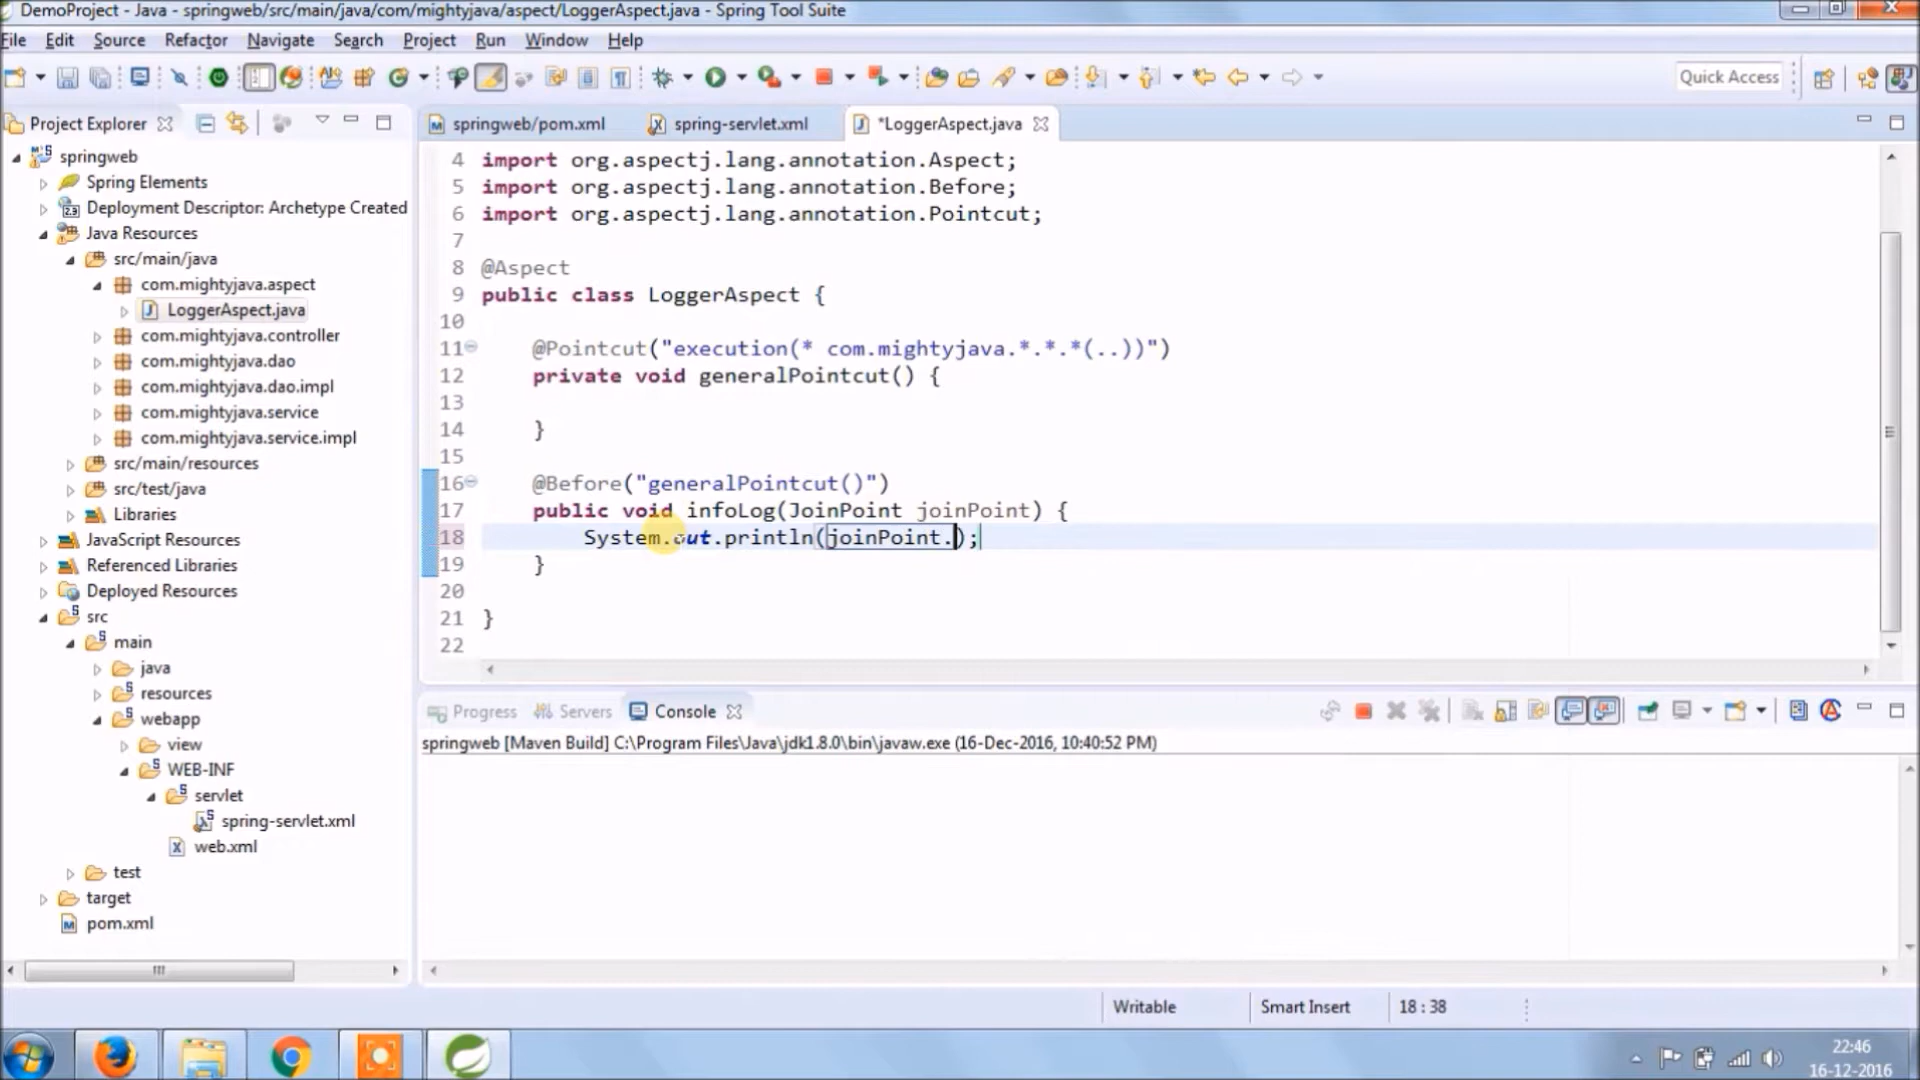 DemoProject - Java - springweb/src/main/java/com/mightyjava/aspect/LoggerAspect.java - Spring Tool Suite
File Edit Source Refactor Navigate Search Project Run Window Help
Quick Access
Project Explorer
springweb
Spring Elements
Deployment Descriptor: Archetype Created
Java Resources
src/main/java
com.mightyjava.aspect
LoggerAspect.java
com.mightyjava.controller
com.mightyjava.dao
com.mightyjava.dao.impl
com.mightyjava.service
com.mightyjava.service.impl
src/main/resources
src/test/java
Libraries
JavaScript Resources
Referenced Libraries
Deployed Resources
src
main
java
resources
webapp
view
WEB-INF
servlet
spring-servlet.xml
web.xml
test
target
pom.xml
springweb/pom.xml spring-servlet.xml *LoggerAspect.java
4 import org.aspectj.lang.annotation.Aspect;
5 import org.aspectj.lang.annotation.Before;
6 import org.aspectj.lang.annotation.Pointcut;
7
8 @Aspect
9 public class LoggerAspect {
10
11 @Pointcut("execution(* com.mightyjava.*.*.*(..))")
12 private void generalPointcut() {
13
14 }
15
16 @Before("generalPointcut()")
17 public void infoLog(JoinPoint joinPoint) {
18 System.out.println(joinPoint.);
19 }
20
21 }
22
Progress Servers Console
springweb [Maven Build] C:\Program Files\Java\jdk1.8.0\bin\javaw.exe (16-Dec-2016, 10:40:52 PM)
Writable Smart Insert 18 : 38
22:46
16-12-2016